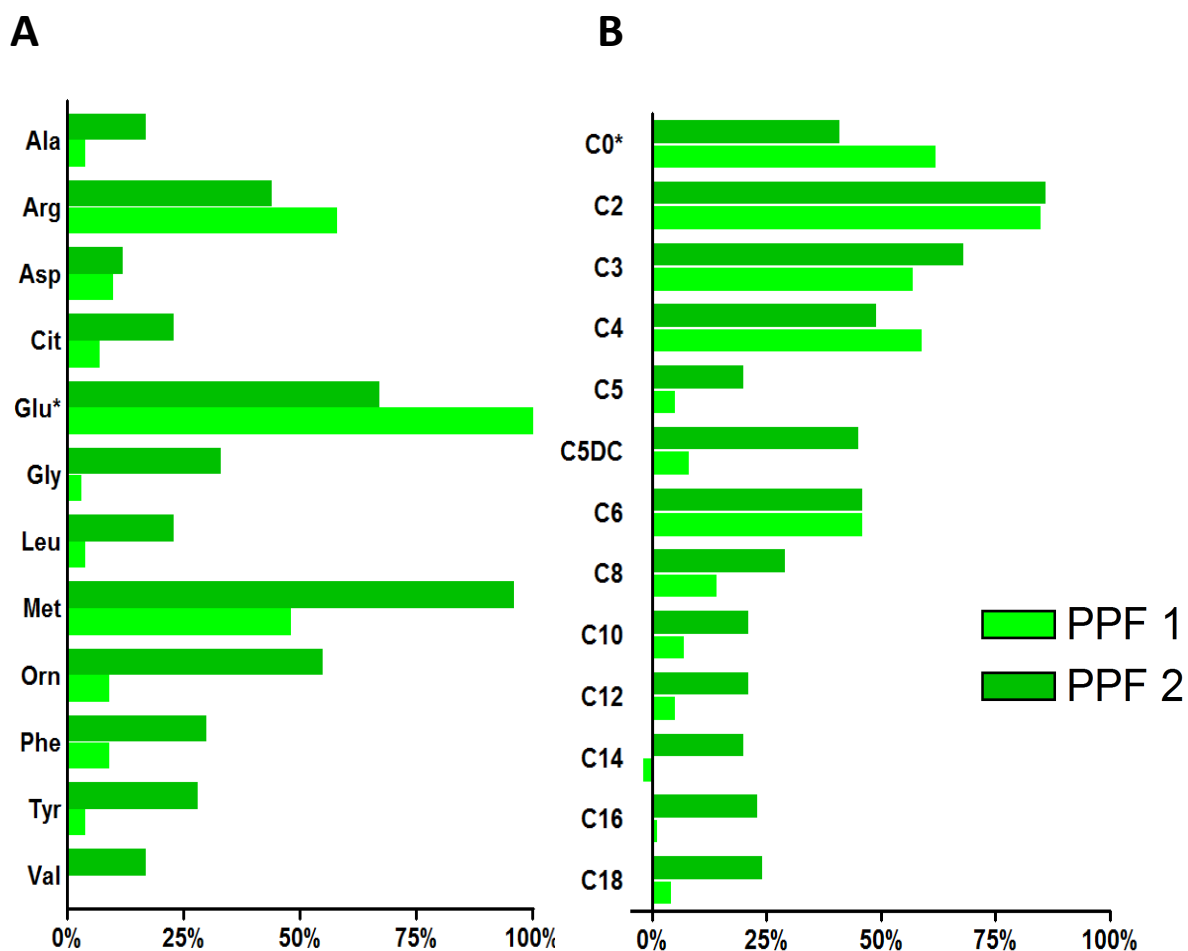 A
Ala
Arg
Asp
Cit
Glu*
Gly
Leu
Met
Orn
Phe
Tyr
Val
0% 25% 50% 75% 100%
B
C0*
C2
C3
C4
C5
C5DC
C6
C8
C10
C12
C14
C16
C18
0% 25% 50% 75% 100%
PPF 1
PPF 2